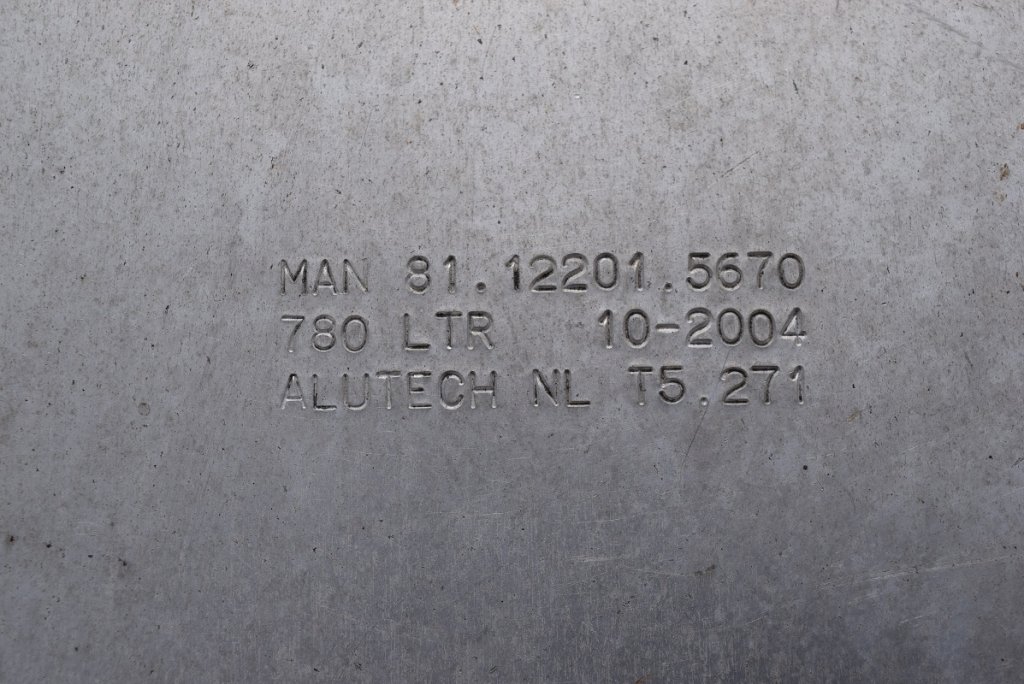 MAN 81.12201.5670
780 LTR 10-2004
ALUTECH NL T5.271